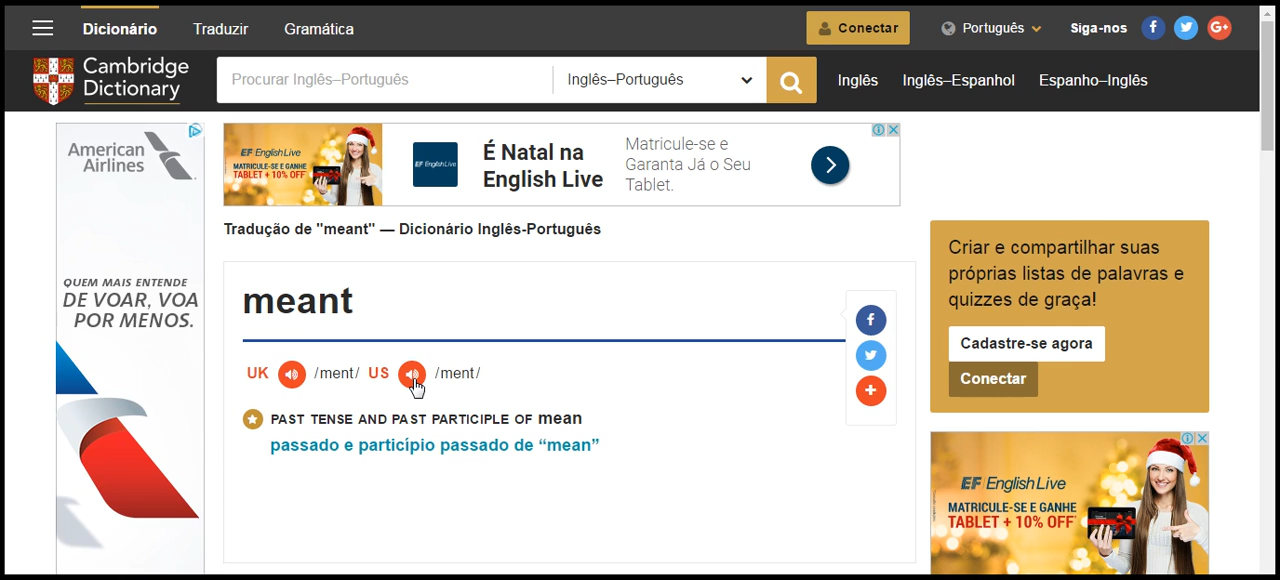 Dicionário Traduzir Gramática Conectar Português Siga-nos
Cambridge
Dictionary
Procurar Inglês–Português Inglês–Português Inglês Inglês–Espanhol Espanho–Inglês
American
Airlines
QUEM MAIS ENTENDE
DE VOAR, VOA
POR MENOS.
EF English Live
MATRICULE-SE E GANHE
TABLET + 10% OFF
EF English Live
É Natal na
English Live
Matricule-se e
Garanta Já o Seu
Tablet.
Tradução de "meant" — Dicionário Inglês-Português
meant
UK /ment/ US /ment/
PAST TENSE AND PAST PARTICIPLE OF mean
passado e particípio passado de “mean”
Criar e compartilhar suas
próprias listas de palavras e
quizzes de graça!
Cadastre-se agora
Conectar
EF English Live
MATRICULE-SE E GANHE
TABLET + 10% OFF*